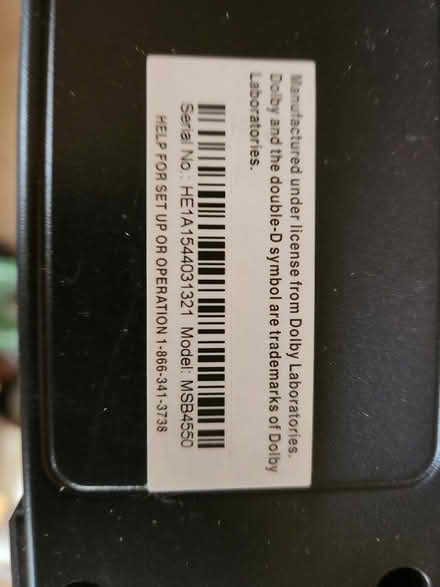 Manufactured under license from Dolby Laboratories.
Dolby and the double-D symbol are trademarks of Dolby
Laboratories.
Serial No.: HE1A1544031321 Model: MSB4550
HELP FOR SET UP OR OPERATION 1-866-341-3738